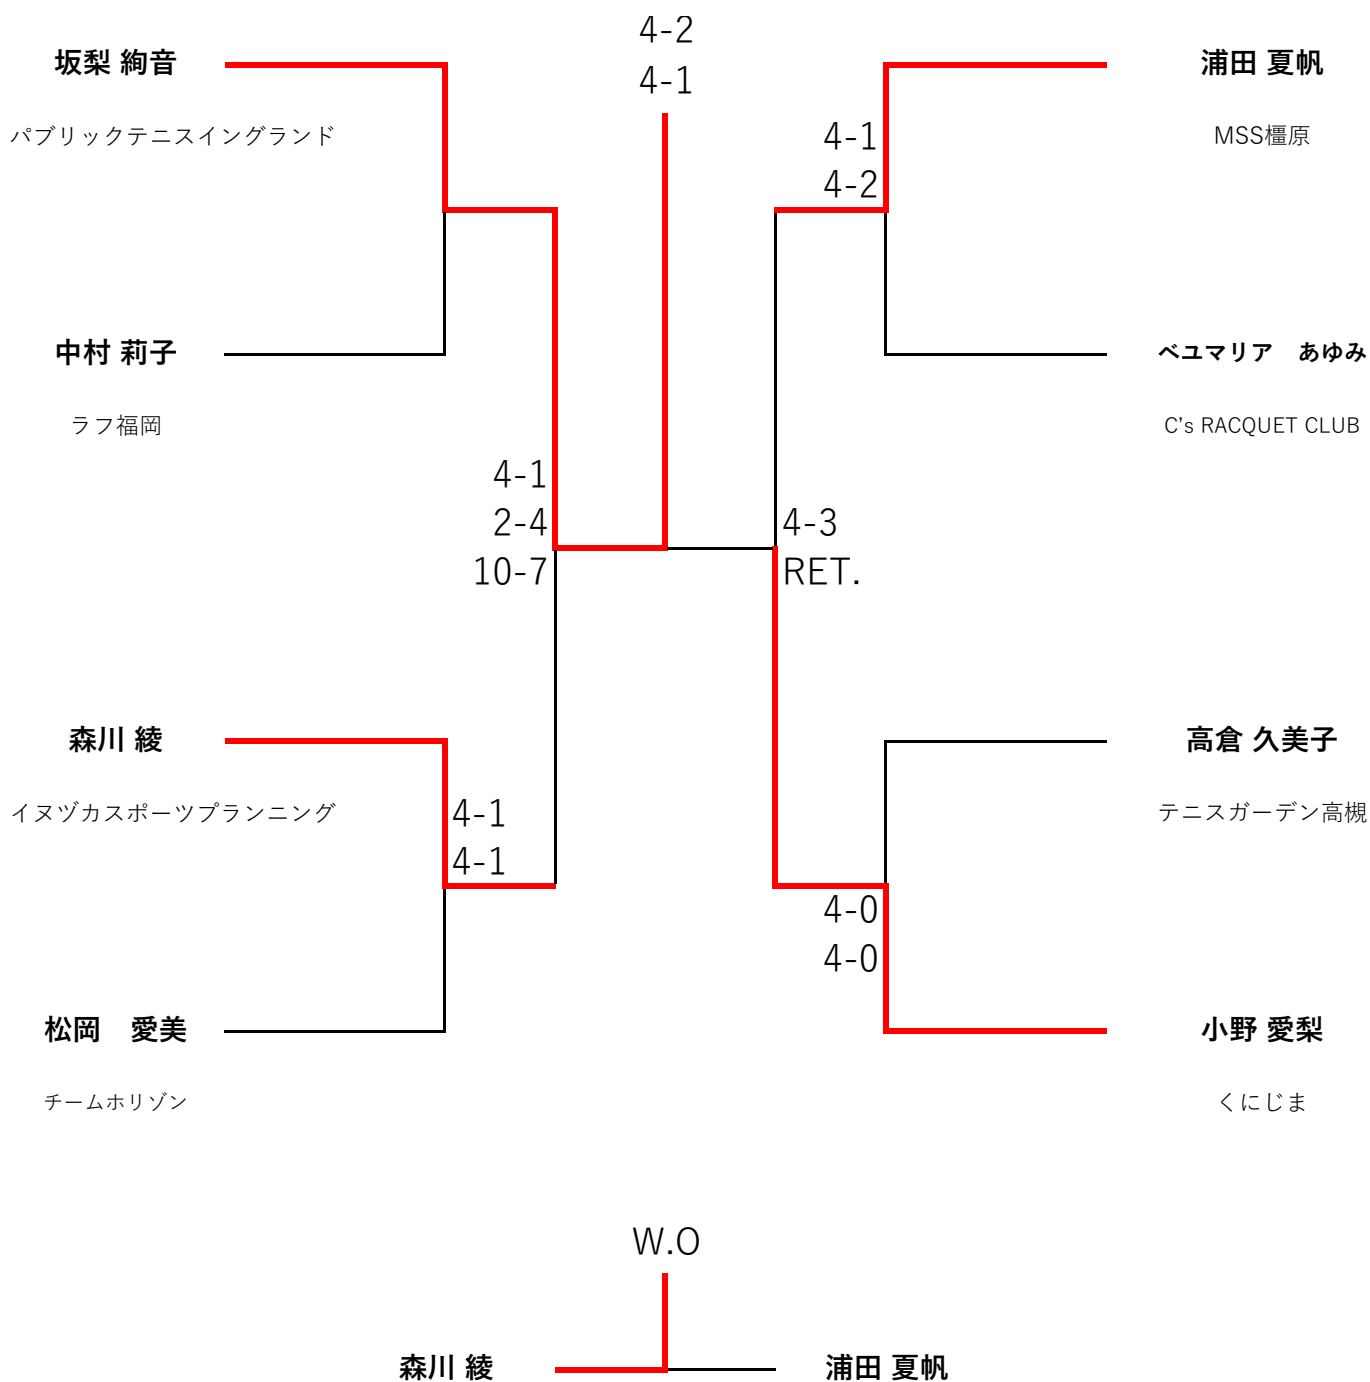 4-2
4-1
坂梨 絢音
パブリックテニスイングランド
浦田 夏帆
MSS橿原
4-1
4-2
中村 莉子
ラフ福岡
ベユマリア　あゆみ
C's RACQUET CLUB
4-1
2-4
10-7
4-3
RET.
森川 綾
イヌヅカスポーツプランニング
4-1
4-1
高倉 久美子
テニスガーデン高槻
4-0
4-0
松岡　愛美
チームホリゾン
小野 愛梨
くにじま
W.O
森川 綾
浦田 夏帆